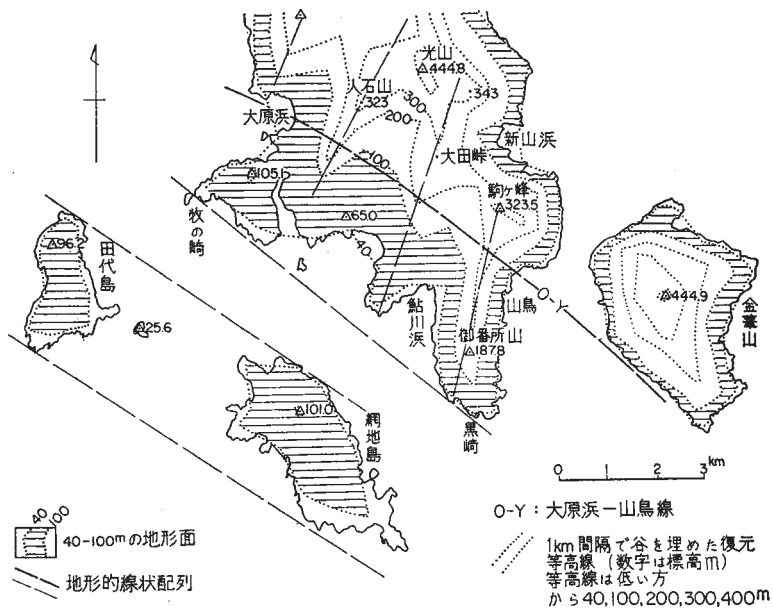 光山
△444.8
大石山
323
300
200
・343
大原浜
新山浜
大田峠
100
△105.5
駒ヶ峰
△323.5
牧の崎
△65.0
40
△96.2
田代島
△25.6
鮎川浜
山鳥
O-Y
御番所山
△187.8
△444.9
金華山
黒崎
△101.0
網地島
0 1 2 3 km
O-Y:大原浜-山鳥線
40 100
40-100mの地形面
地形的線状配列
1km間隔で谷を埋めた復元
等高線(数字は標高m)
等高線は低い方
から40,100,200,300,400m